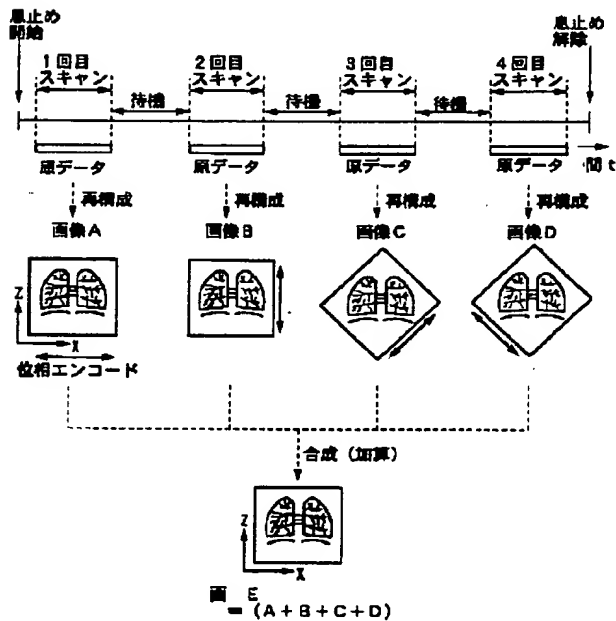 息止め
開始
1回目
スキャン
2回目
スキャン
3回目
スキャン
4回目
スキャン
息止め
解除
待機
待機
待機
原データ
原データ
原データ
原データ
間 t
再構成
再構成
再構成
再構成
画像A
画像B
画像C
画像D
Z
X
位相エンコード
合成(加算)
Z
X
画 E
= (A+B+C+D)